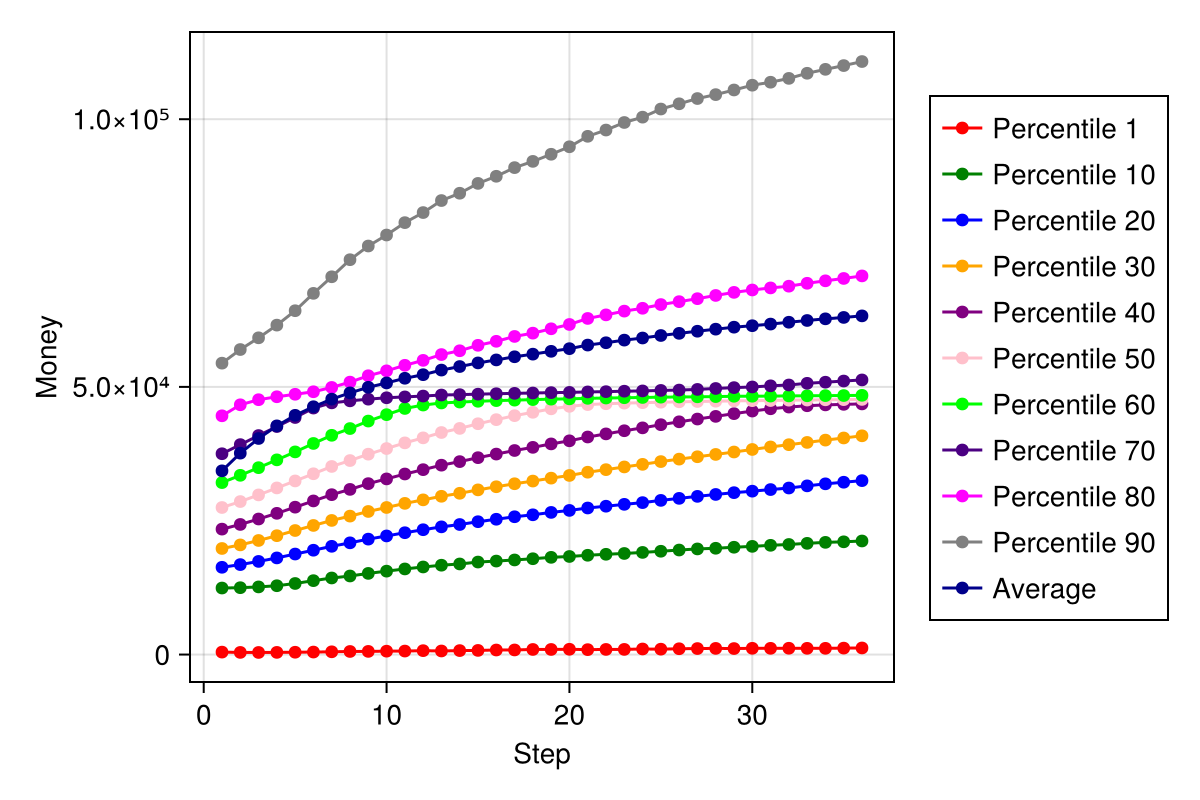 1.0×10⁵
5.0×10⁴
0
Money
0 10 20 30
Step
Percentile 1
Percentile 10
Percentile 20
Percentile 30
Percentile 40
Percentile 50
Percentile 60
Percentile 70
Percentile 80
Percentile 90
Average